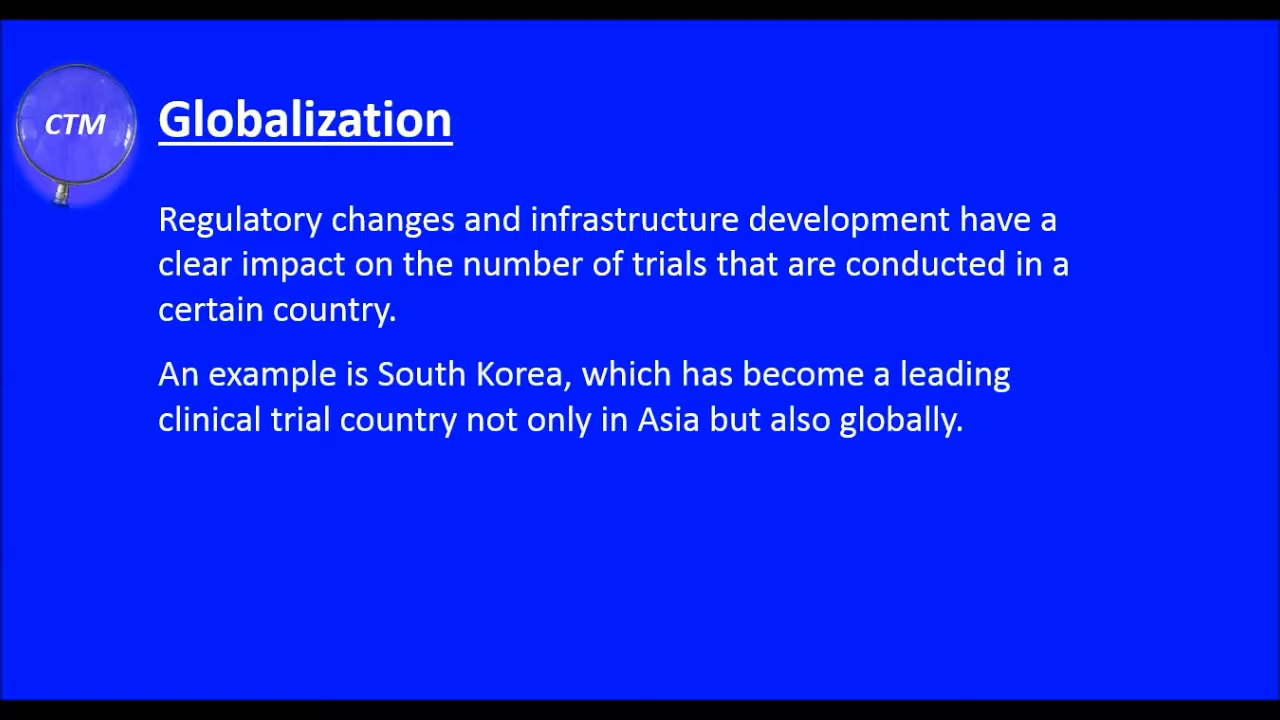 CTM
Globalization
Regulatory changes and infrastructure development have a
clear impact on the number of trials that are conducted in a
certain country.
An example is South Korea, which has become a leading
clinical trial country not only in Asia but also globally.